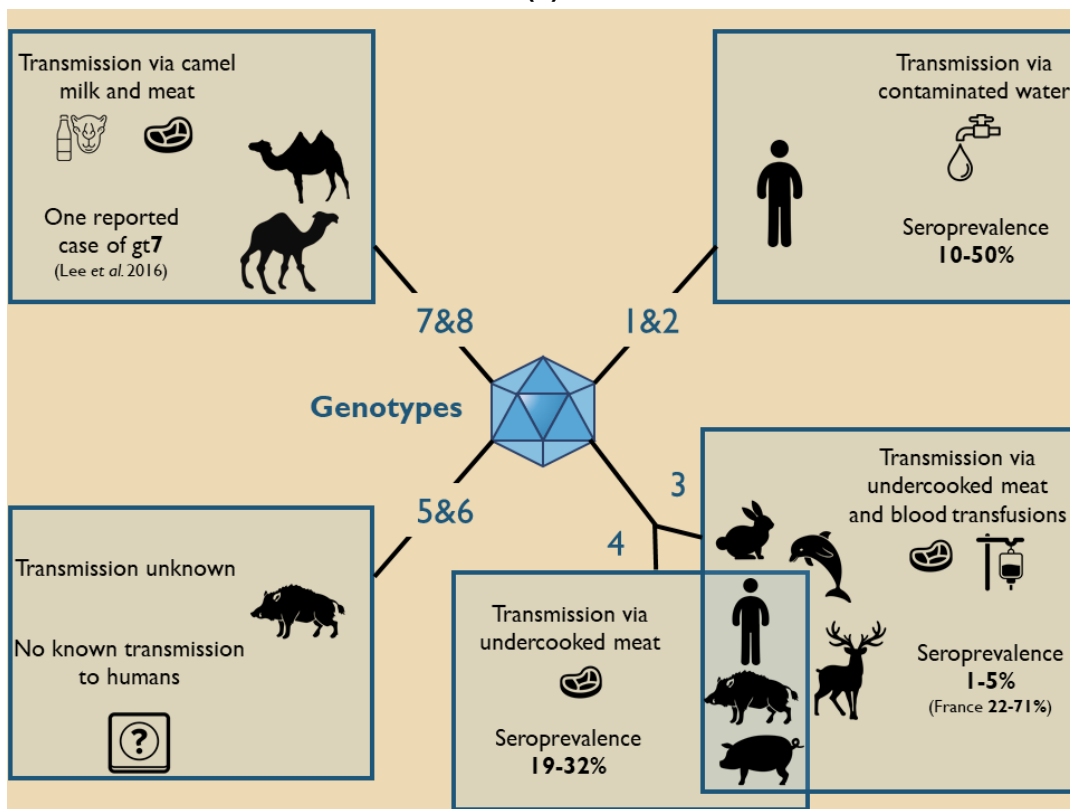 Transmission via camel
milk and meat
One reported
case of gt7
(Lee et al. 2016)
Transmission via
contaminated water
Seroprevalence
10-50%
7&8
1&2
Genotypes
5&6
3
4
Transmission unknown
No known transmission
to humans
?
Transmission via
undercooked meat
Seroprevalence
19-32%
Transmission via
undercooked meat
and blood transfusions
Seroprevalence
1-5%
(France 22-71%)